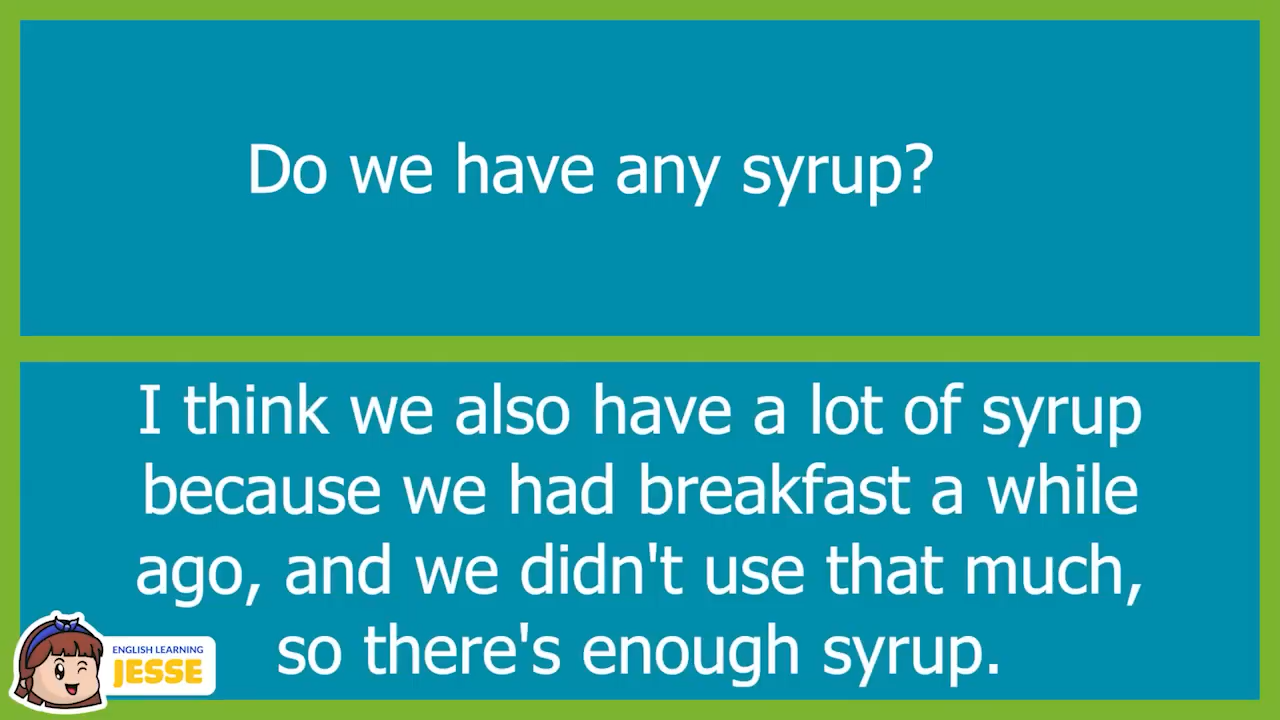 Do we have any syrup?
I think we also have a lot of syrup
because we had breakfast a while
ago, and we didn't use that much,
so there's enough syrup.
ENGLISH LEARNING
JESSE